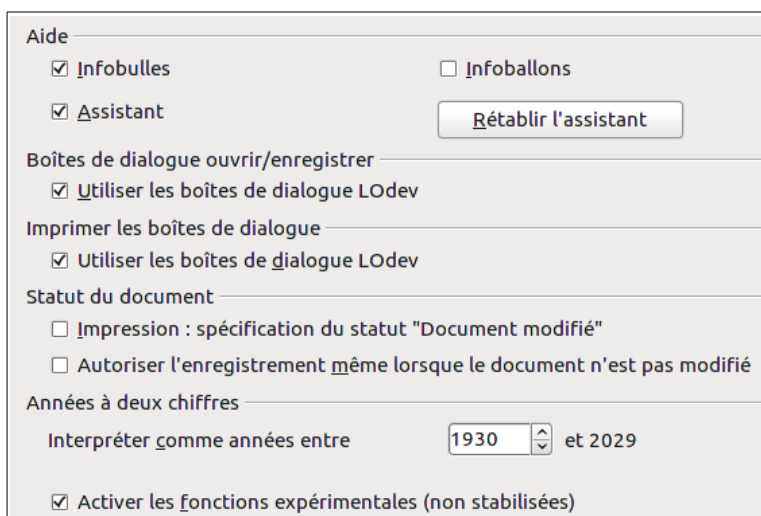 Aide
Infobulles
Infoballons
Assistant
Rétablir l'assistant
Boîtes de dialogue ouvrir/enregistrer
Utiliser les boîtes de dialogue LOdev
Imprimer les boîtes de dialogue
Utiliser les boîtes de dialogue LOdev
Statut du document
Impression : spécification du statut "Document modifié"
Autoriser l'enregistrement même lorsque le document n'est pas modifié
Années à deux chiffres
Interpréter comme années entre 1930 et 2029
Activer les fonctions expérimentales (non stabilisées)